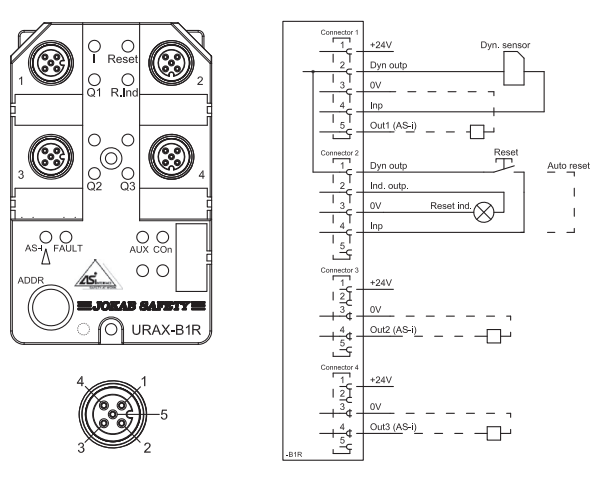 1
I
Reset
2
Q1
R.Ind
3
4
Q2
Q3
AS-i
FAULT
AUX
COn
ADDR
JOKAB SAFETY
URAX-B1R
4
1
5
3
2
Connector 1
1
+24V
Dyn. sensor
2
Dyn outp
3
0V
4
Inp
5
Out1 (AS-i)
Connector 2
1
Dyn outp
Reset
Auto reset
2
Ind. outp.
3
0V
Reset ind.
4
Inp
5
Connector 3
1
+24V
2
3
0V
4
Out2 (AS-i)
5
Connector 4
1
+24V
2
3
0V
4
Out3 (AS-i)
5
-B1R